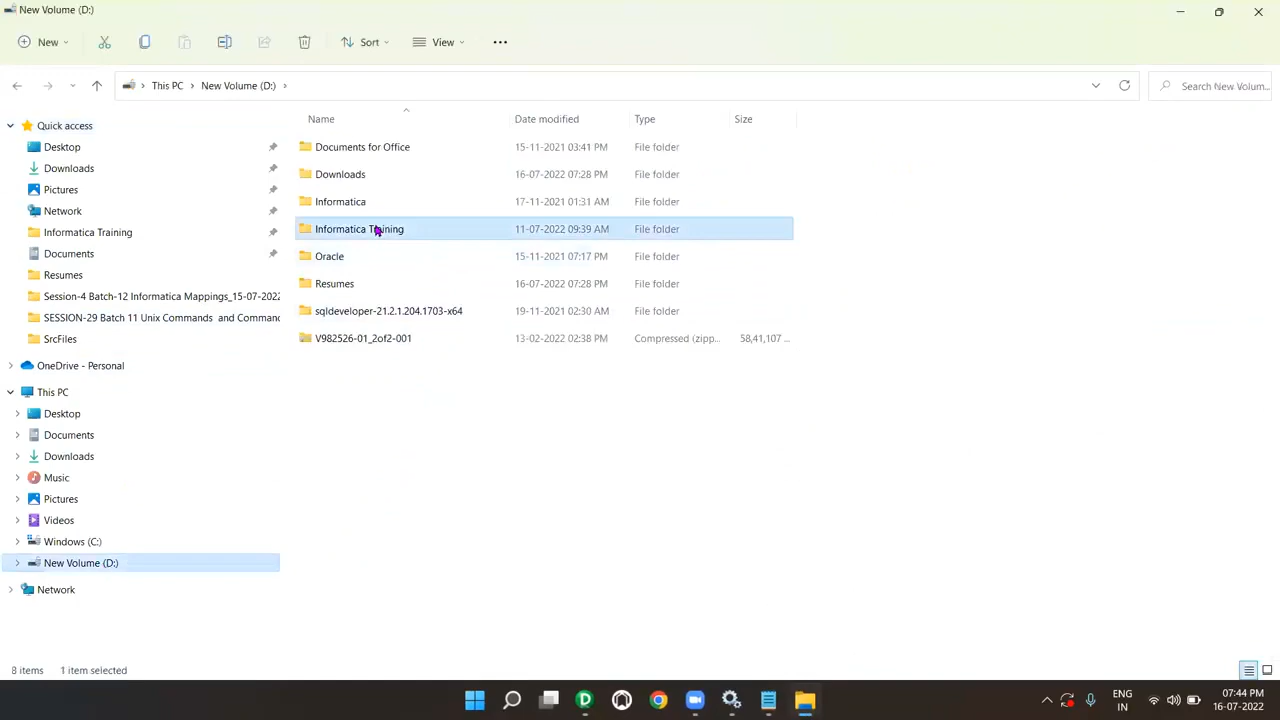 New Volume (D:)
New
Sort
View
This PC > New Volume (D:) >
Search New Volum...
Name Date modified Type Size
Quick access
Desktop
Downloads
Pictures
Network
Informatica Training
Documents
Resumes
Session-4 Batch-12 Informatica Mappings_15-07-2022
SESSION-29 Batch 11 Unix Commands and Command
SrcFiles
OneDrive - Personal
This PC
Desktop
Documents
Downloads
Music
Pictures
Videos
Windows (C:)
New Volume (D:)
Network
Documents for Office 15-11-2021 03:41 PM File folder
Downloads 16-07-2022 07:28 PM File folder
Informatica 17-11-2021 01:31 AM File folder
Informatica Training 11-07-2022 09:39 AM File folder
Oracle 15-11-2021 07:17 PM File folder
Resumes 16-07-2022 07:28 PM File folder
sqldeveloper-21.2.1.204.1703-x64 19-11-2021 02:30 AM File folder
V982526-01_2of2-001 13-02-2022 02:38 PM Compressed (zipp... 58,41,107 ...
8 items 1 item selected
ENG
IN
07:44 PM
16-07-2022